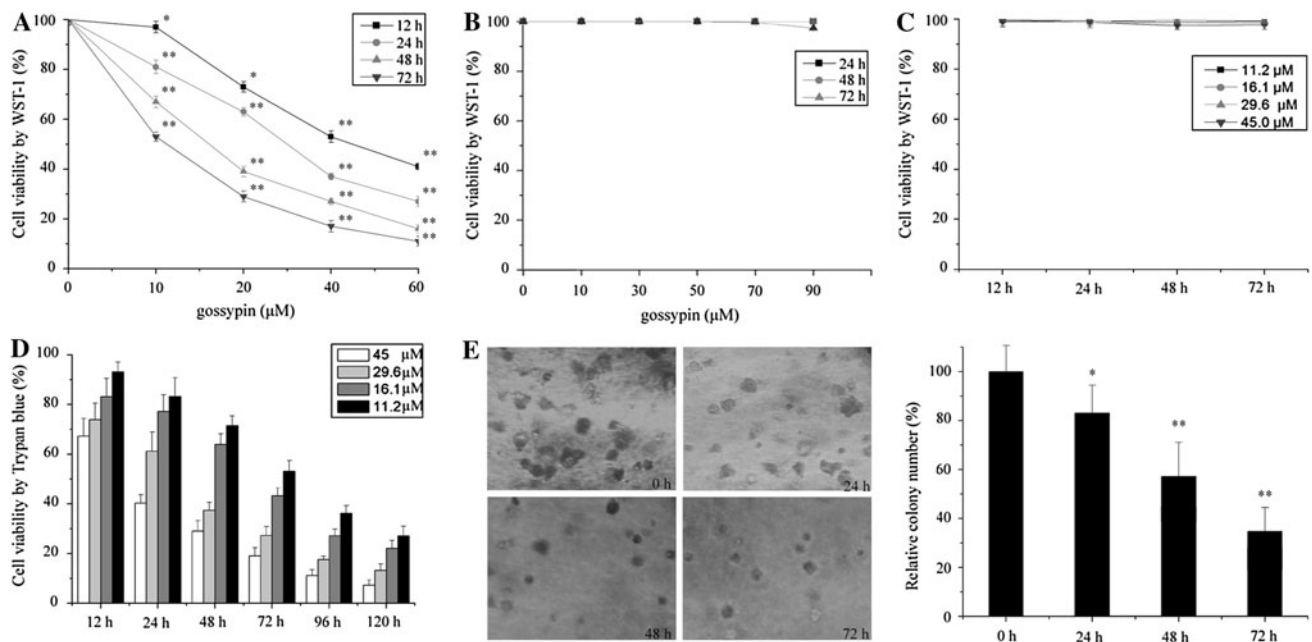 A
Cell viability by WST-1 (%)
100
80
60
40
20
0
0 10 20 40 60
gossypin (μM)
12 h
24 h
48 h
72 h
* * ** **
** ** ** **
** ** ** **
** ** ** **
B
Cell viability by WST-1 (%)
100
80
60
40
20
0
0 10 30 50 70 90
gossypin (μM)
24 h
48 h
72 h
C
Cell viability by WST-1 (%)
100
80
60
40
20
0
12 h 24 h 48 h 72 h
11.2 μM
16.1 μM
29.6 μM
45.0 μM
D
Cell viability by Trypan blue (%)
100
80
60
40
20
0
12 h 24 h 48 h 72 h 96 h 120 h
45 μM
29.6μM
16.1μM
11.2μM
E
0 h
24 h
48 h
72 h
Relative colony number (%)
100
80
60
40
20
0
* ** **
0 h 24 h 48 h 72 h